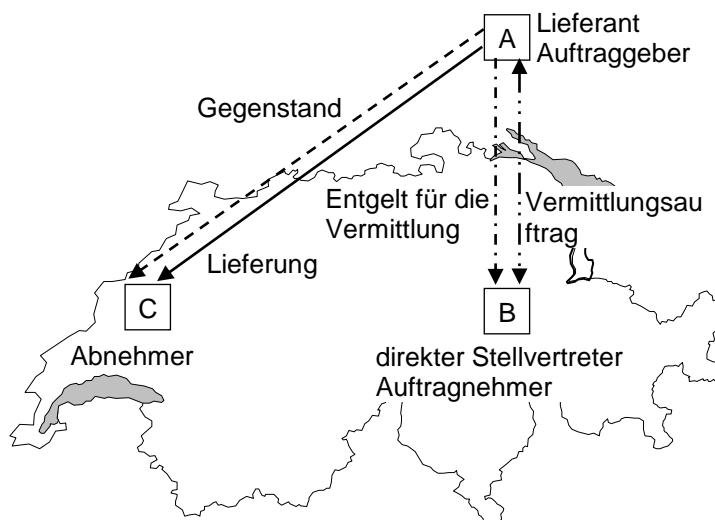 A
Lieferant
Auftraggeber
Gegenstand
Entgelt für die
Vermittlung
Vermittlungsau
ftrag
Lieferung
C
B
Abnehmer
direkter Stellvertreter
Auftragnehmer